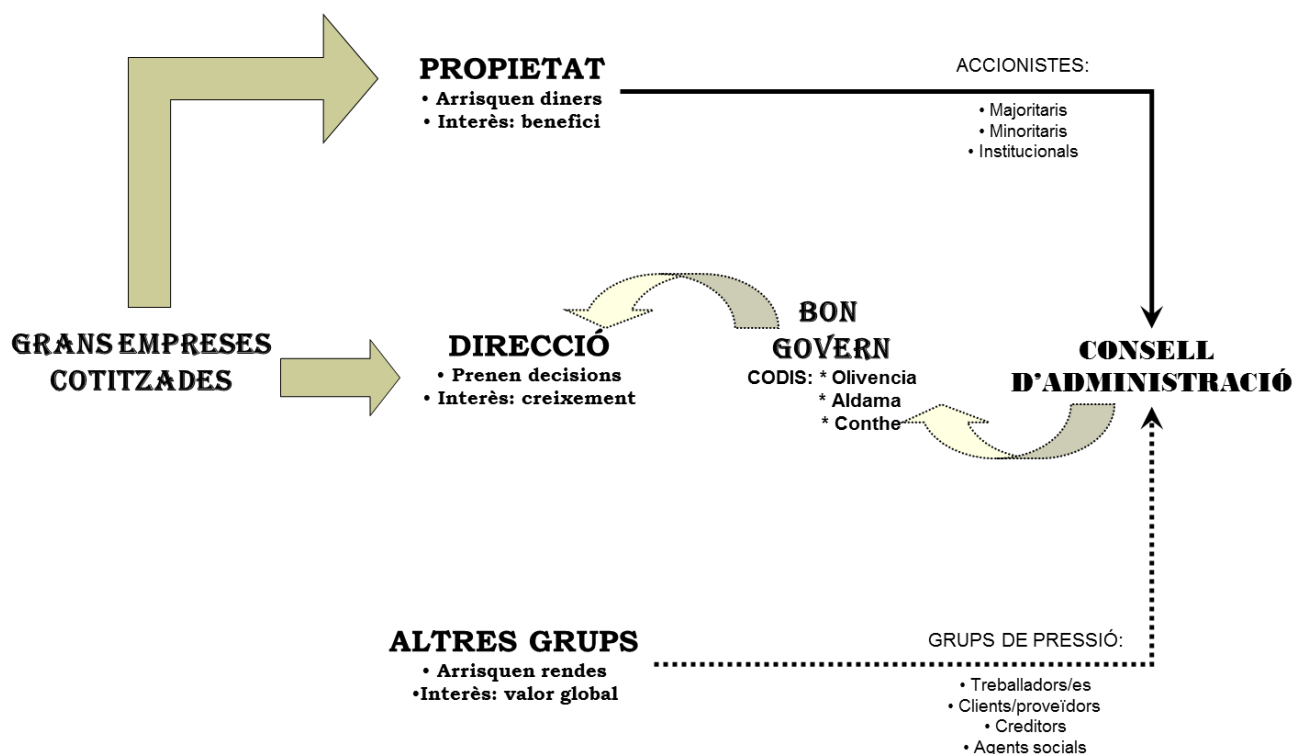 PROPIETAT
• Arrisquen diners
• Interès: benefici
ACCIONISTES:
• Majoritaris
• Minoritaris
• Institucionals
GRANS EMPRESES
COTITZADES
DIRECCIÓ
• Prenen decisions
• Interès: creixement
BON
GOVERN
CODIS: * Olivencia
* Aldama
* Conthe
CONSELL
D’ADMINISTRACIÓ
ALTRES GRUPS
• Arrisquen rendes
•Interès: valor global
GRUPS DE PRESSIÓ:
• Treballadors/es
• Clients/proveïdors
• Creditors
• Agents socials